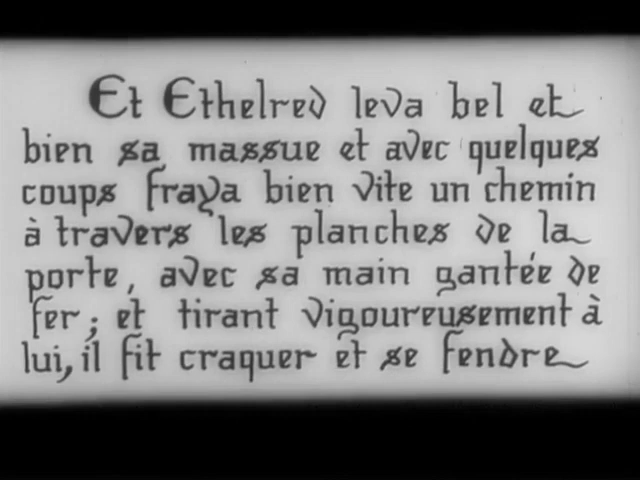 Et Ethelred leva bel et
bien sa massue et avec quelques
coups fraya bien vite un chemin
à travers les planches de la
porte, avec sa main gantée de
fer; et tirant vigoureusement à
lui, il fit craquer et se fendre